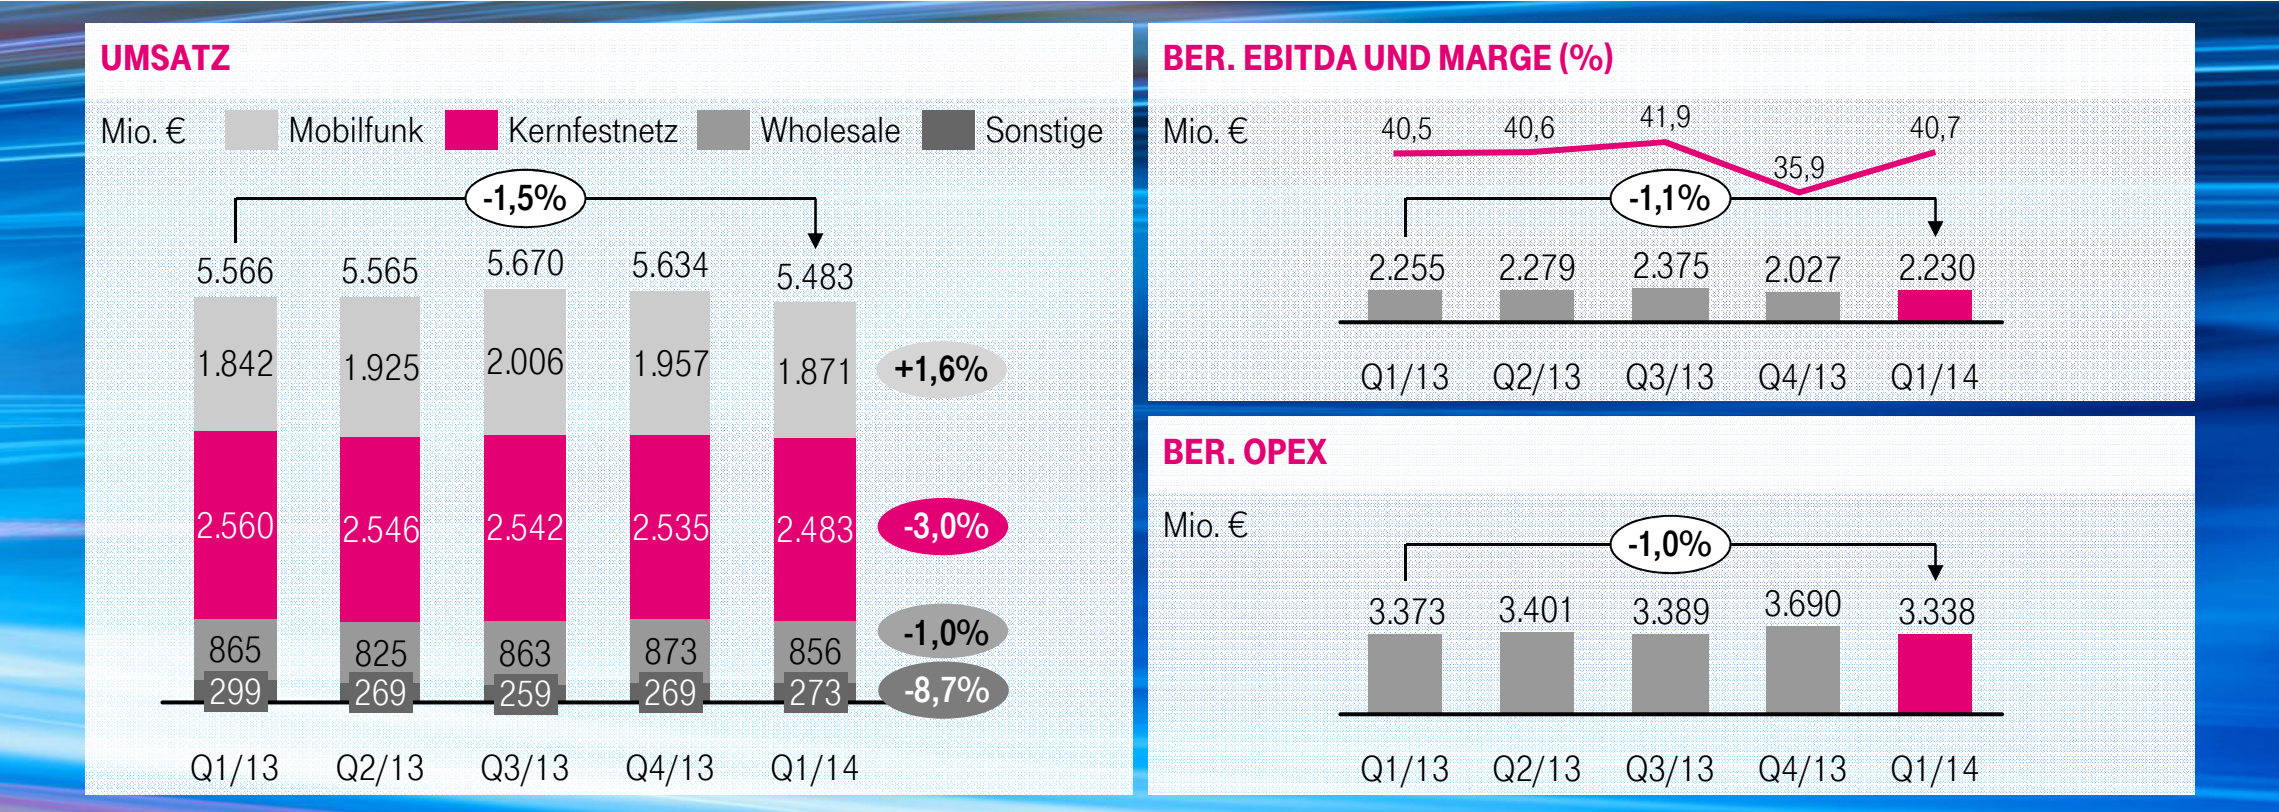 UMSATZ
Mio. € Mobilfunk Kernfestnetz Wholesale Sonstige
-1,5%
5.566 5.565 5.670 5.634 5.483
1.842 1.925 2.006 1.957 1.871 +1,6%
2.560 2.546 2.542 2.535 2.483 -3,0%
865 825 863 873 856 -1,0%
299 269 259 269 273 -8,7%
Q1/13 Q2/13 Q3/13 Q4/13 Q1/14
BER. EBITDA UND MARGE (%)
Mio. € 40,5 40,6 41,9 35,9 40,7
-1,1%
2.255 2.279 2.375 2.027 2.230
Q1/13 Q2/13 Q3/13 Q4/13 Q1/14
BER. OPEX
Mio. €
-1,0%
3.373 3.401 3.389 3.690 3.338
Q1/13 Q2/13 Q3/13 Q4/13 Q1/14